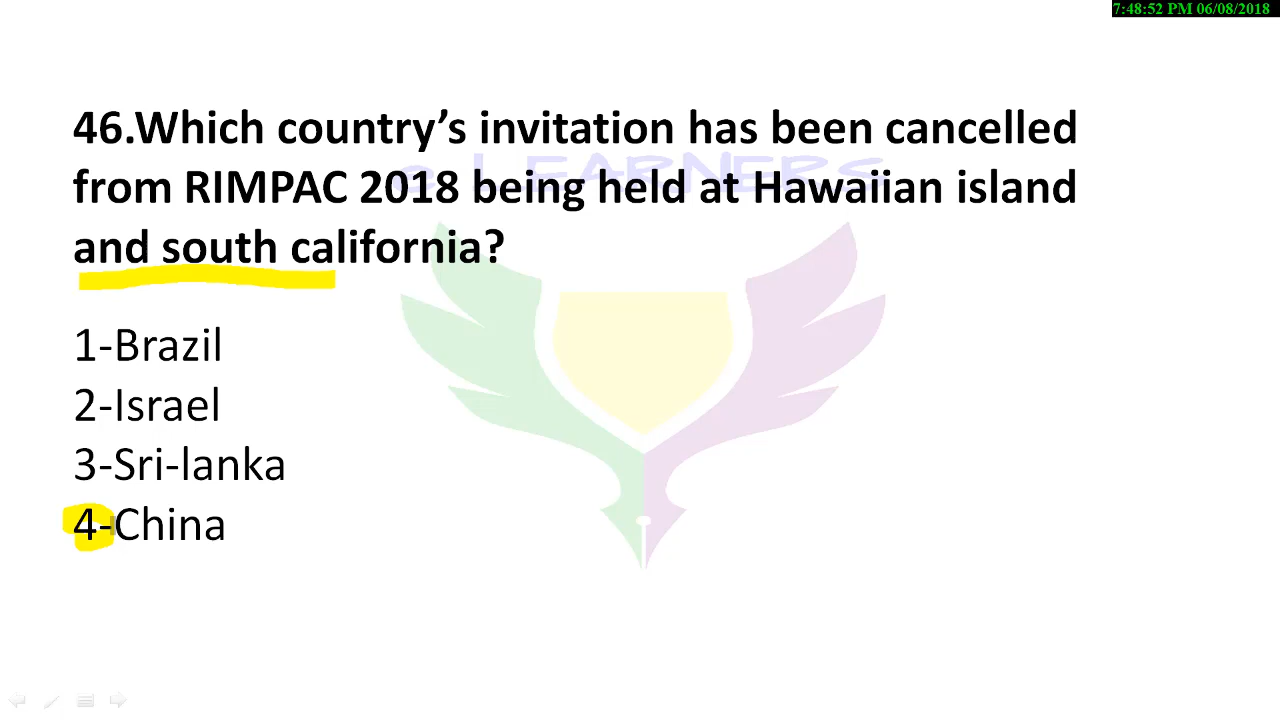 7:48:52 PM 06/08/2018
46.Which country’s invitation has been cancelled
from RIMPAC 2018 being held at Hawaiian island
and south california?
e LEARNERS
1-Brazil
2-Israel
3-Sri-lanka
4-China